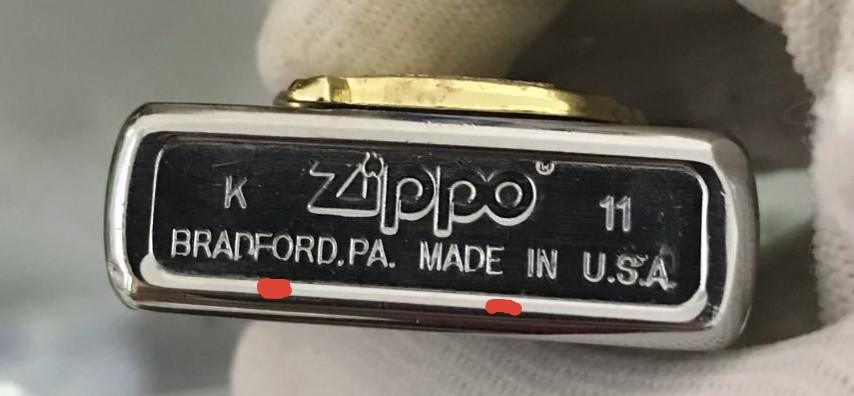 K Zippo® 11
BRADFORD, PA. MADE IN U.S.A.